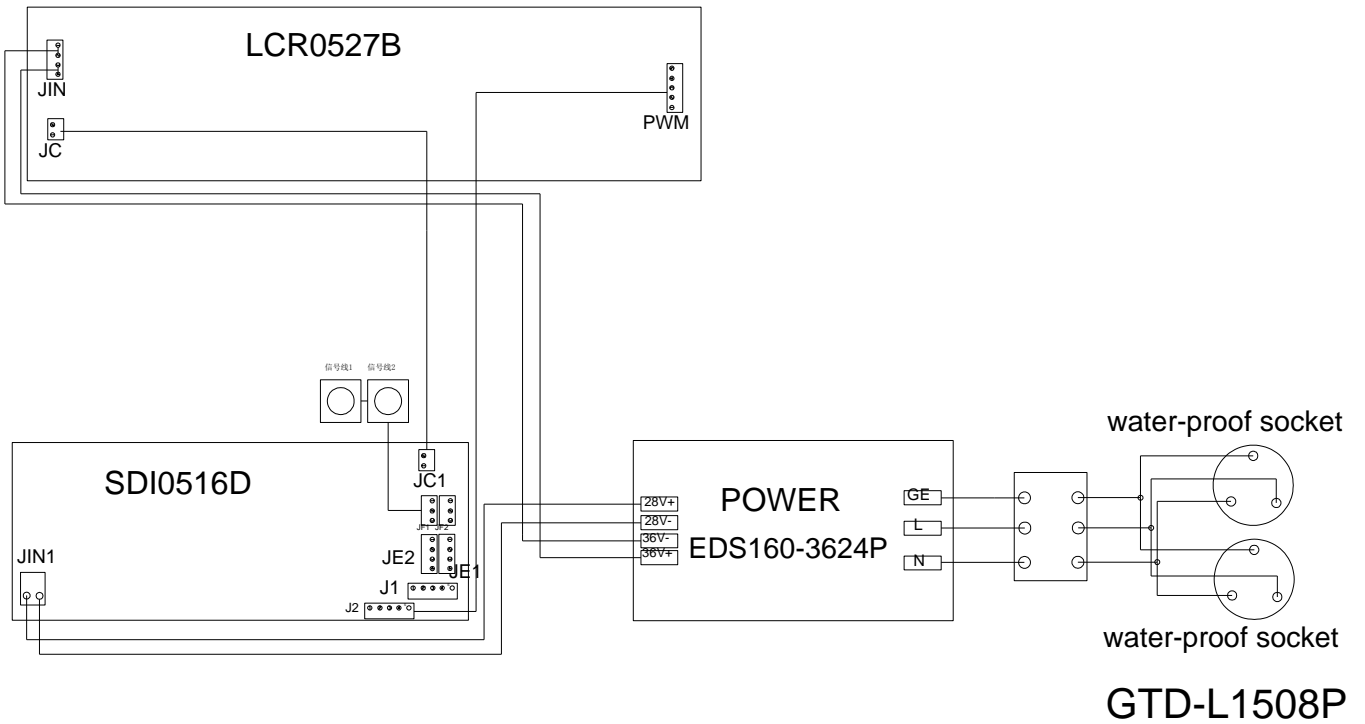 LCR0527B
JIN
JC
PWM
信号线1
信号线2
SDI0516D
JC1
JF1
JF2
JE2
JE1
J1
J2
JIN1
28V+
28V-
36V-
36V+
POWER
EDS160-3624P
GE
L
N
water-proof socket
water-proof socket
GTD-L1508P